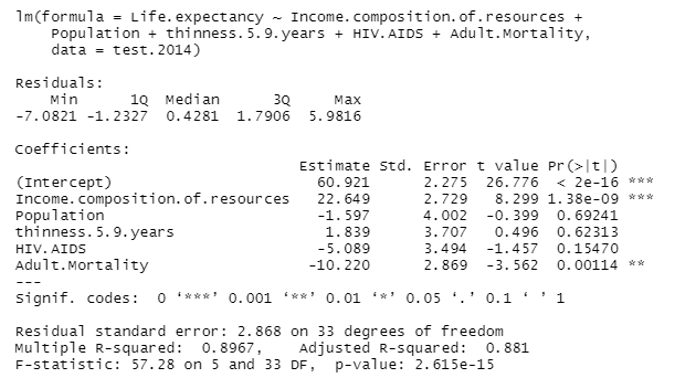 lm(formula = Life.expectancy ~ Income.composition.of.resources +
Population + thinness.5.9.years + HIV.AIDS + Adult.Mortality,
data = test.2014)
Residuals:
Min 1Q Median 3Q Max
-7.0821 -1.2327 0.4281 1.7906 5.9816
Coefficients:
Estimate Std. Error t value Pr(>|t|)
(Intercept) 60.921 2.275 26.776 < 2e-16 ***
Income.composition.of.resources 22.649 2.729 8.299 1.38e-09 ***
Population -1.597 4.002 -0.399 0.69241
thinness.5.9.years 1.839 3.707 0.496 0.62313
HIV.AIDS -5.089 3.494 -1.457 0.15470
Adult.Mortality -10.220 2.869 -3.562 0.00114 **
---
Signif. codes: 0 ‘***’ 0.001 ‘**’ 0.01 ‘*’ 0.05 ‘.’ 0.1 ‘ ’ 1
Residual standard error: 2.868 on 33 degrees of freedom
Multiple R-squared: 0.8967, Adjusted R-squared: 0.881
F-statistic: 57.28 on 5 and 33 DF, p-value: 2.615e-15